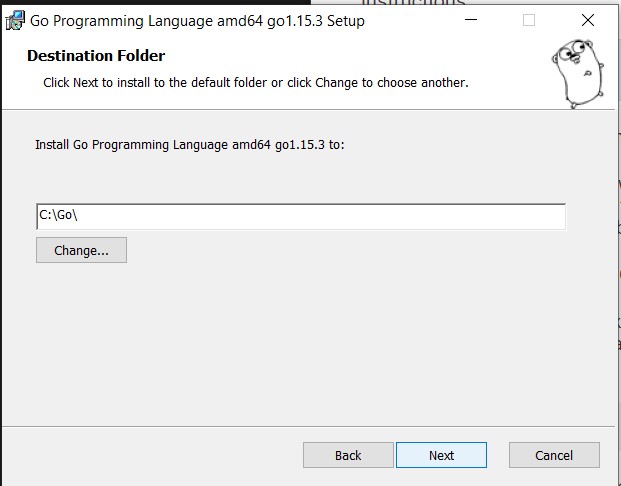 Instructions
Go Programming Language amd64 go1.15.3 Setup
Destination Folder
Click Next to install to the default folder or click Change to choose another.
Install Go Programming Language amd64 go1.15.3 to:
C:\Go\
Change...
Back
Next
Cancel